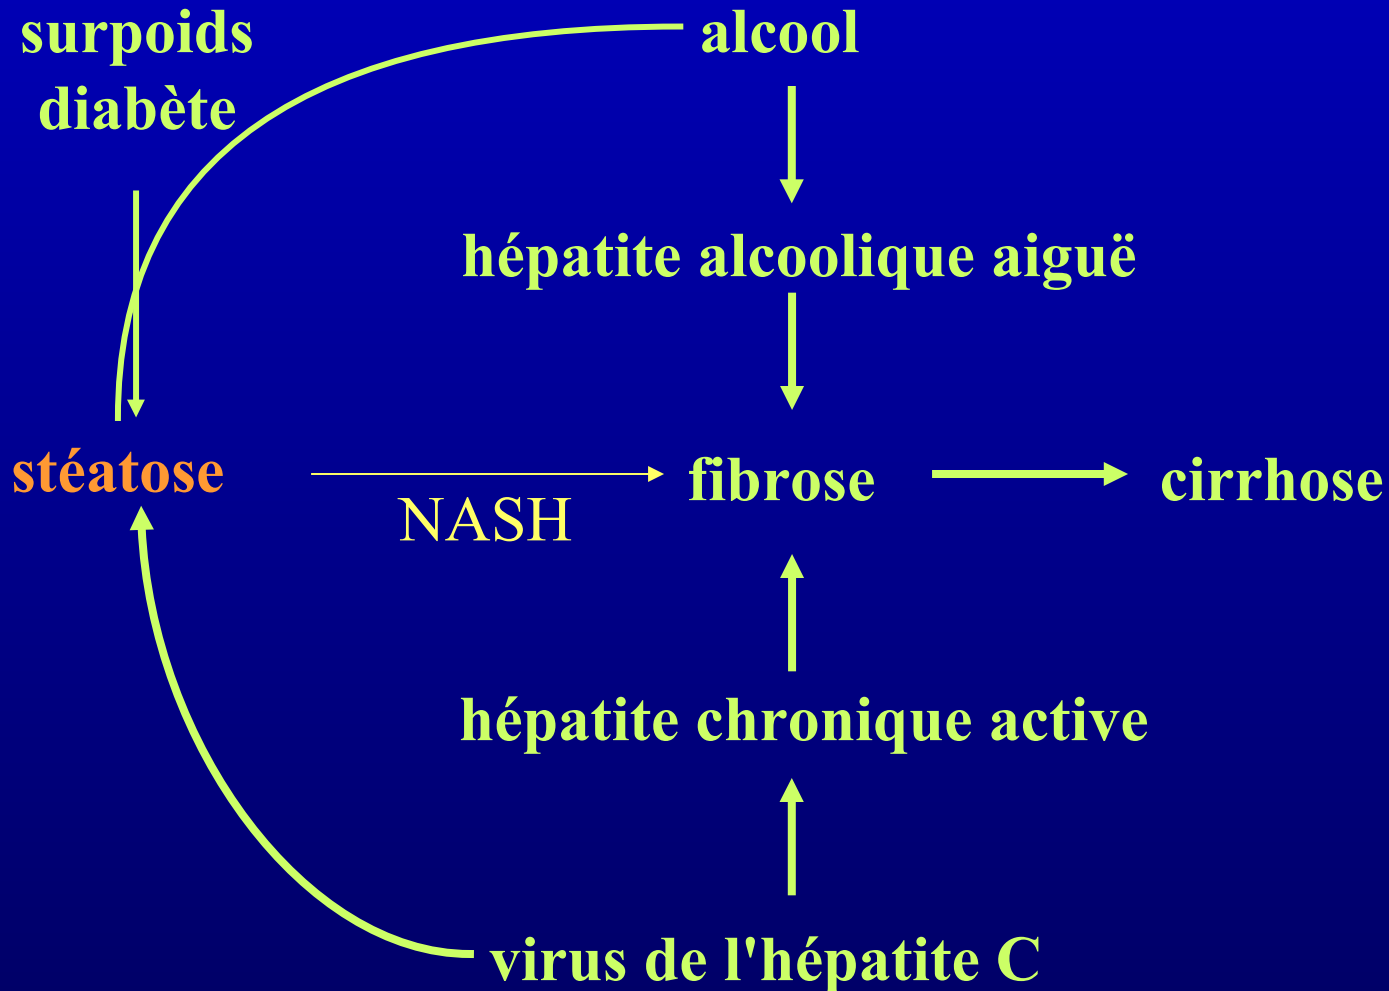 surpoids
diabète
alcool
hépatite alcoolique aiguë
stéatose
NASH
fibrose
cirrhose
hépatite chronique active
virus de l'hépatite C